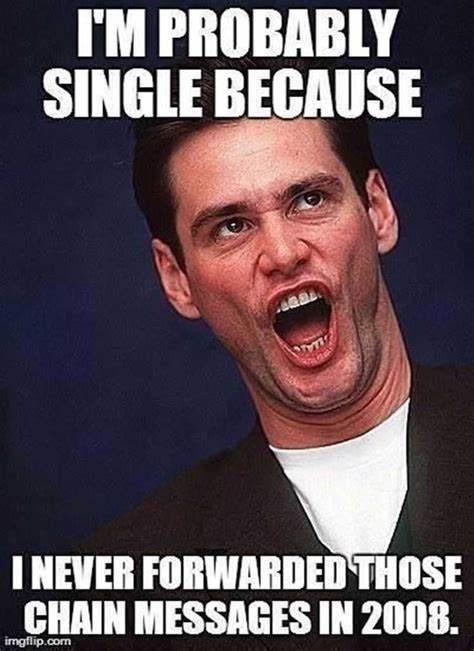 I'M PROBABLY
SINGLE BECAUSE
I NEVER FORWARDED THOSE
CHAIN MESSAGES IN 2008.
imgflip.com